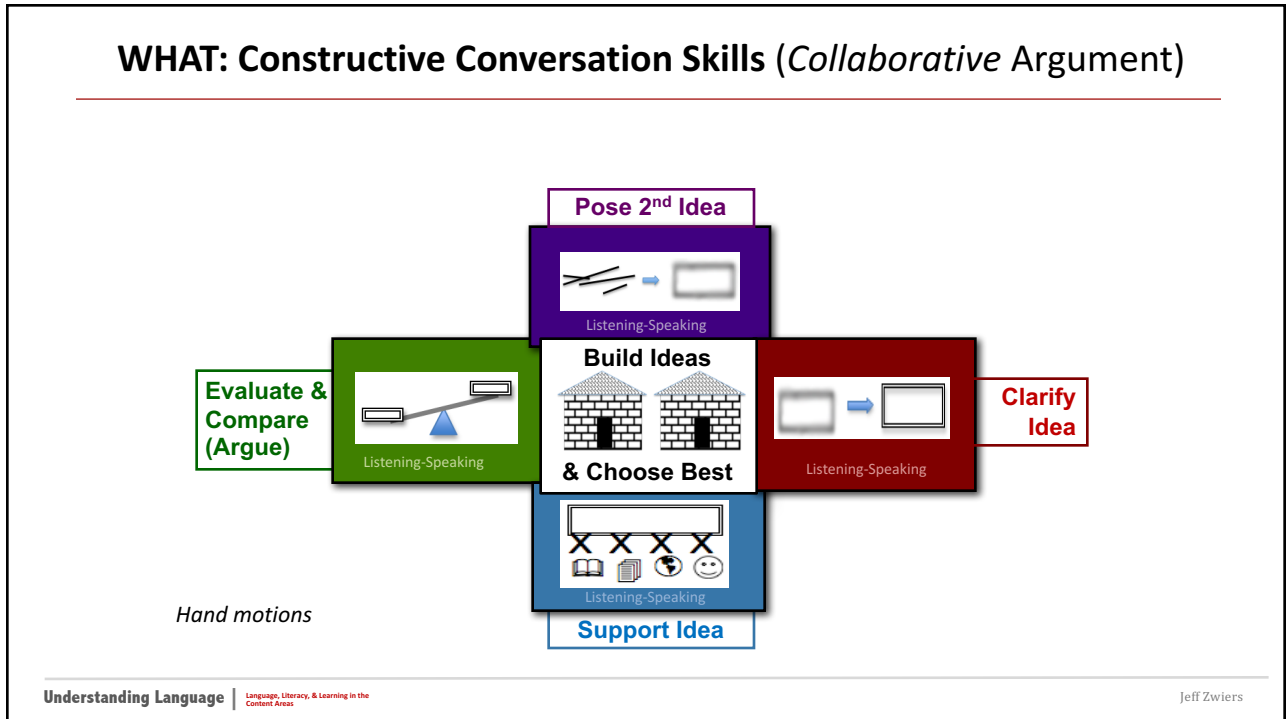 WHAT: Constructive Conversation Skills (Collaborative Argument)
Pose 2nd Idea
Listening-Speaking
Build Ideas
& Choose Best
Evaluate &
Compare
(Argue)
Listening-Speaking
Clarify
Idea
Listening-Speaking
Listening-Speaking
Support Idea
Hand motions
Understanding Language | Language, Literacy, & Learning in the
Content Areas
Jeff Zwiers